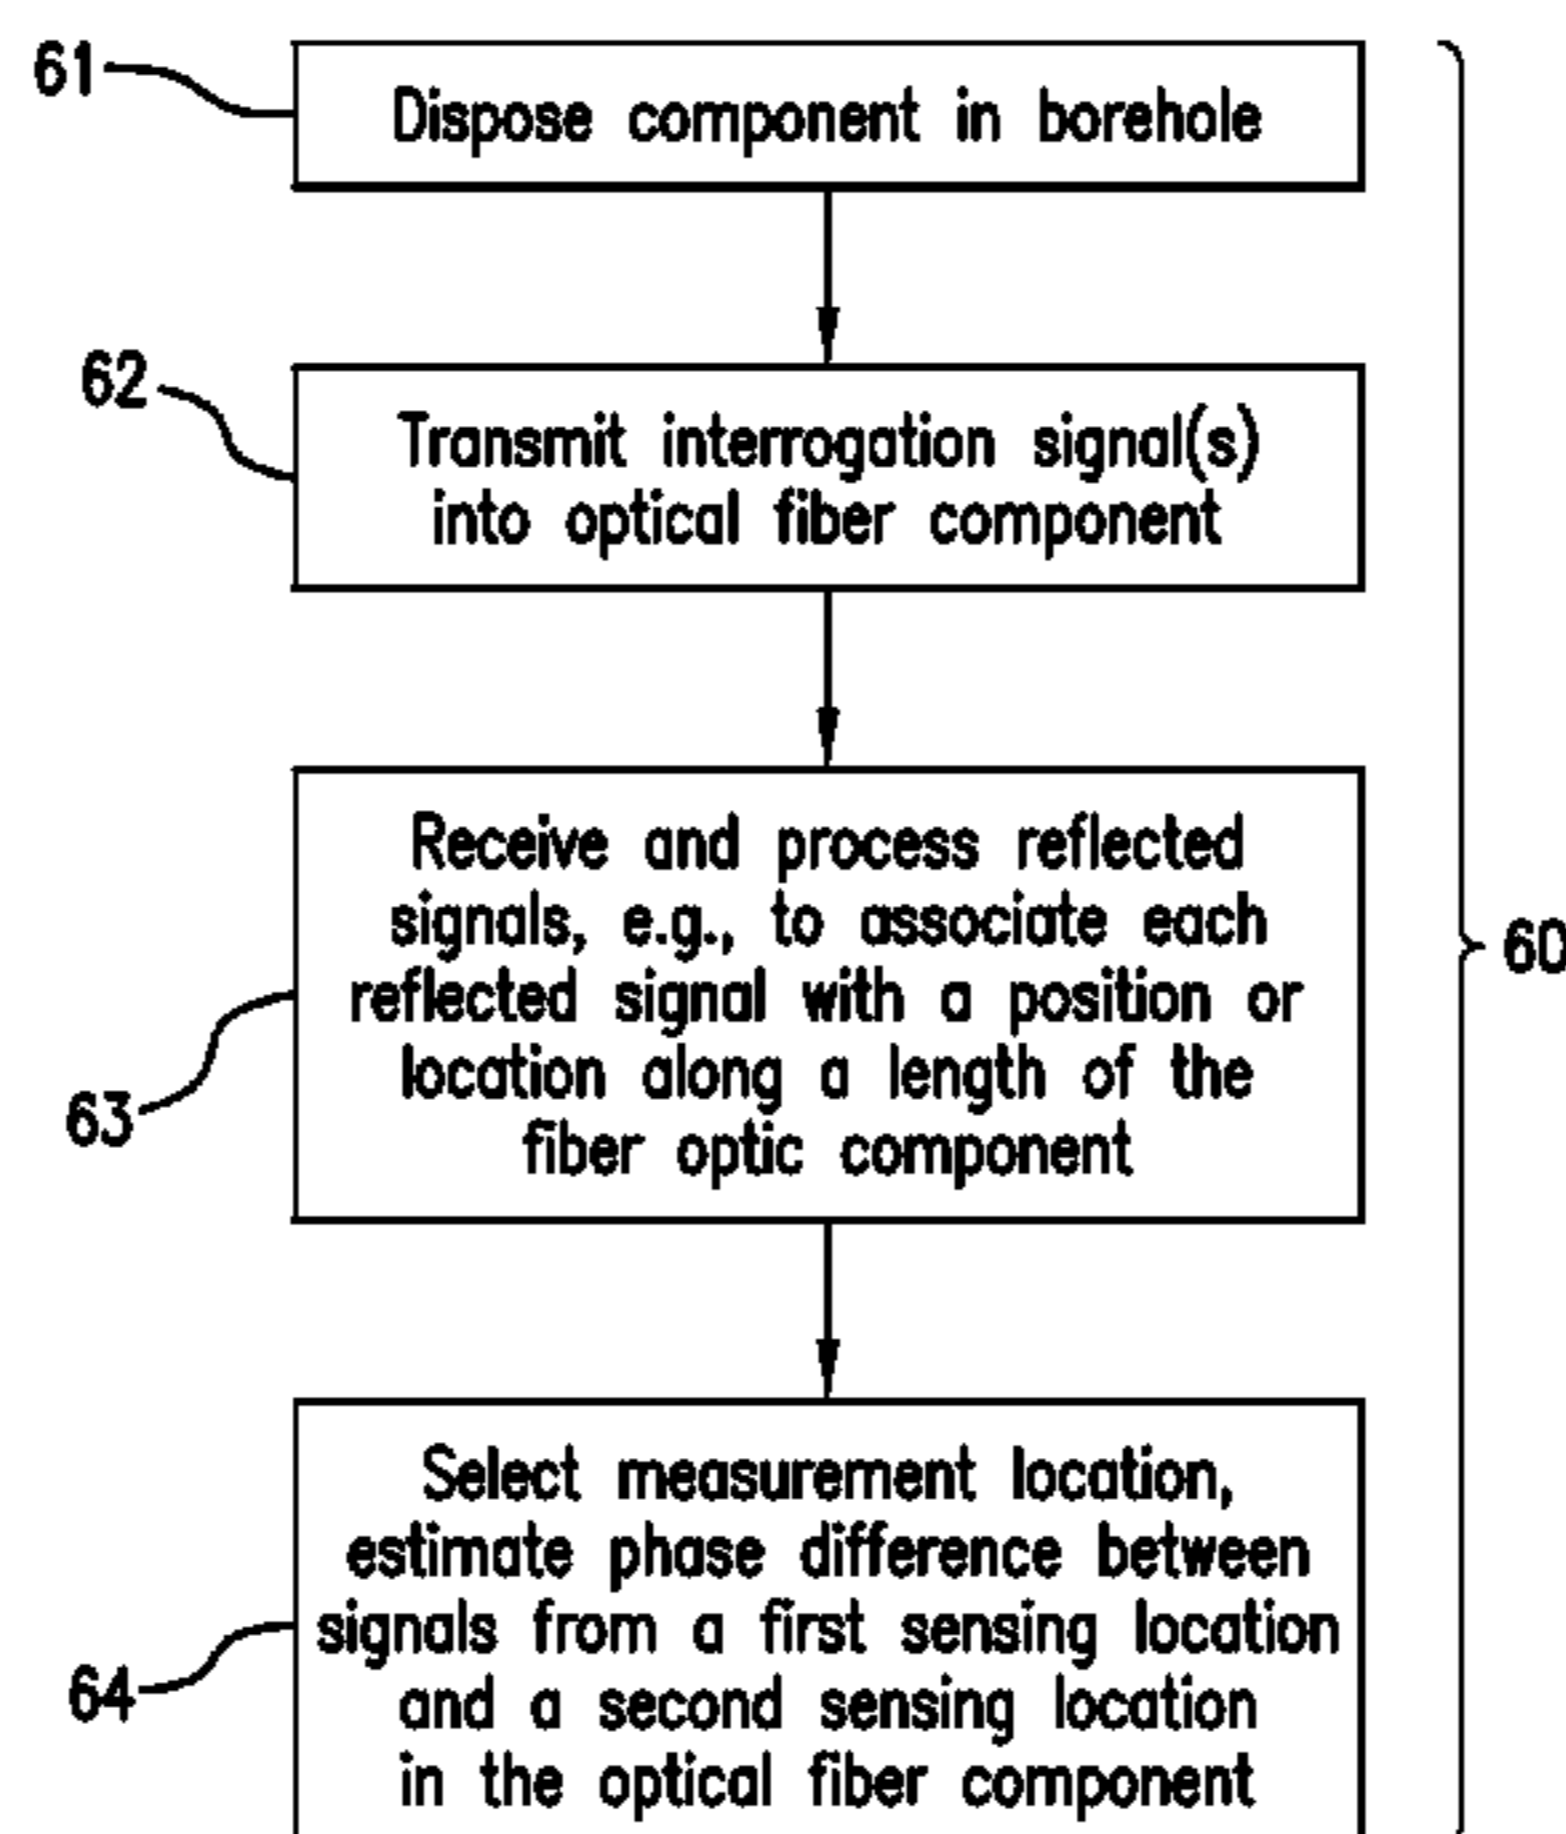 61
Dispose component in borehole
62
Transmit interrogation signal(s)
into optical fiber component
63
Receive and process reflected
signals, e.g., to associate each
reflected signal with a position or
location along a length of the
fiber optic component
60
64
Select measurement location,
estimate phase difference between
signals from a first sensing location
and a second sensing location
in the optical fiber component